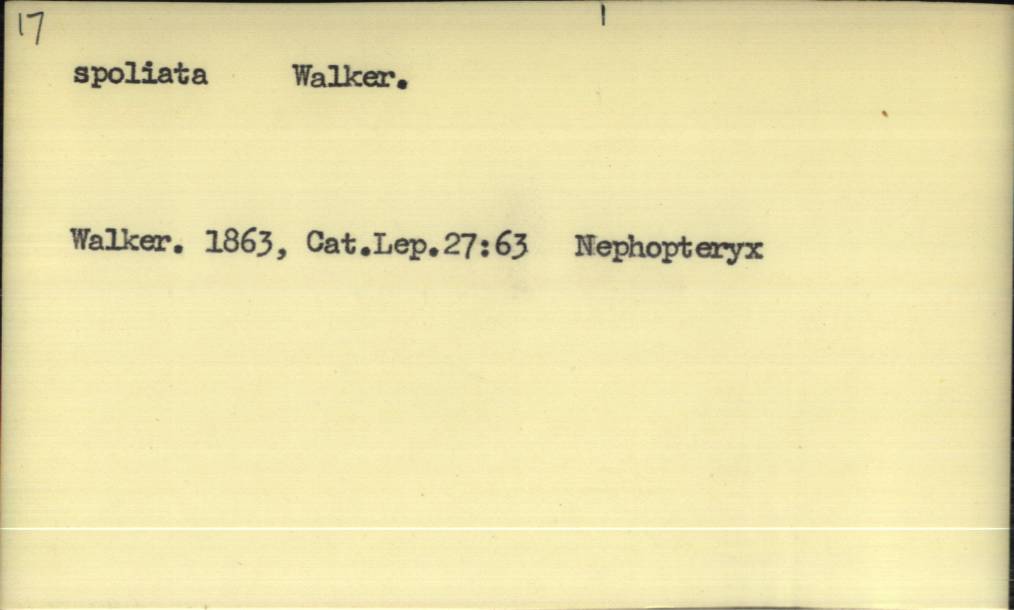 17
spoliata Walker.
Walker. 1863, Cat.Lep.27:63 Nephopteryx